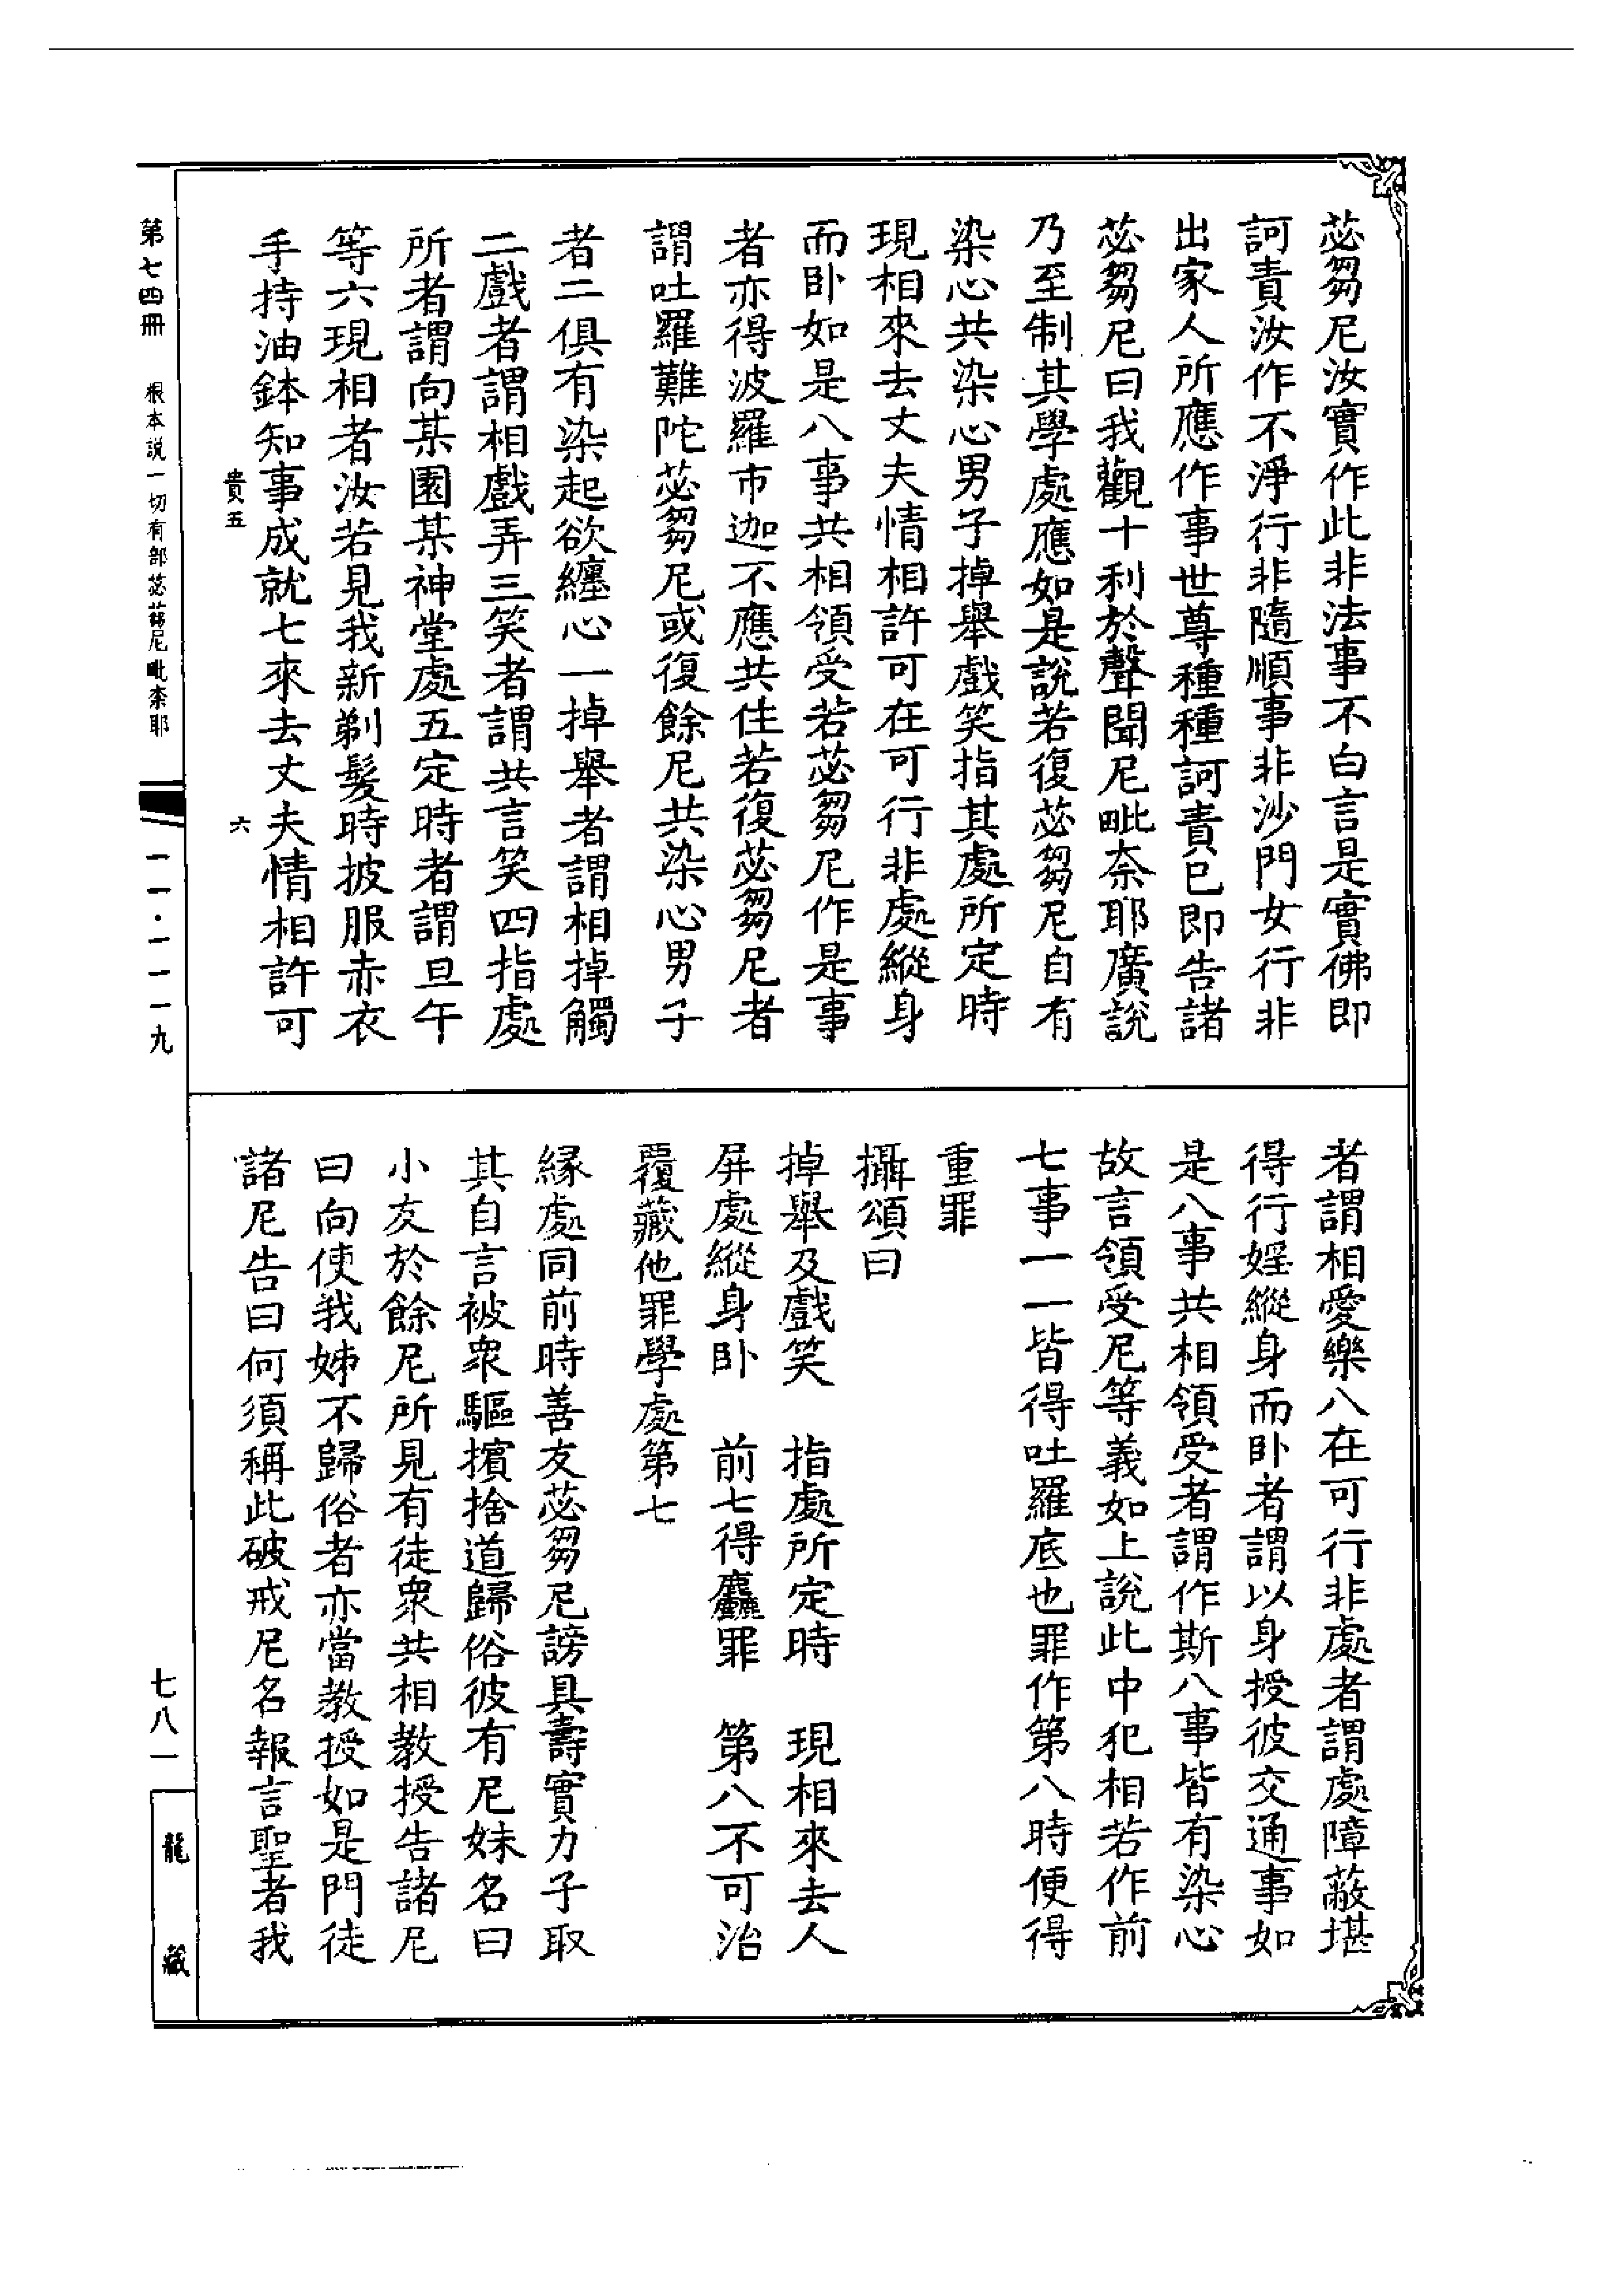 苾芻尼汝實作此非法事不白言是實佛即
訶責汝作不淨行非隨順事非沙門女行非
出家人所應作事世尊種種訶責已即告諸
苾芻尼曰我觀十利於聲聞尼毗奈耶廣說
乃至制其學處應如是說若復苾芻尼自有
染心共染心男子掉舉戲笑指其處所定時
現相來去丈夫情相許可在可行非處縱身
而卧如是八事共相領受若苾芻尼作是事
者亦得波羅市迦不應共住若復苾芻尼者
謂吐羅難陀苾芻尼或復餘尼共染心男子
者二俱有染起欲纏心一掉舉者謂相掉觸
二戲者謂相戲弄三笑者謂共言笑四指處
所者謂向某園某神堂處五定時者謂旦午
等六現相者汝若見我新剃髮時披服赤衣
手持油鉢知事成就七來去丈夫情相許可
貴五 六
者謂相愛樂八在可行非處者謂處障蔽堪
得行婬縱身而卧者謂以身授彼交通事如
是八事共相領受者謂作斯八事皆有染心
故言領受尼等義如上說此中犯相若作前
七事一一皆得吐羅底也罪作第八時便得
重罪
攝頌曰
掉舉及戲笑 指處所定時 現相來去人
屏處縱身卧 前七得麤罪 第八不可治
覆藏他罪學處第七
緣處同前時善友苾芻尼謗具壽實力子取
其自言被眾驅擯捨道歸俗彼有尼妹名曰
小友於餘尼所見有徒眾共相教授告諸尼
曰向使我姊不歸俗者亦當教授如是門徒
諸尼告曰何須稱此破戒尼名報言聖者我
第七四冊 根本説一切有部苾蒭尼毗柰耶
一一·一一一九
七八一
龍藏